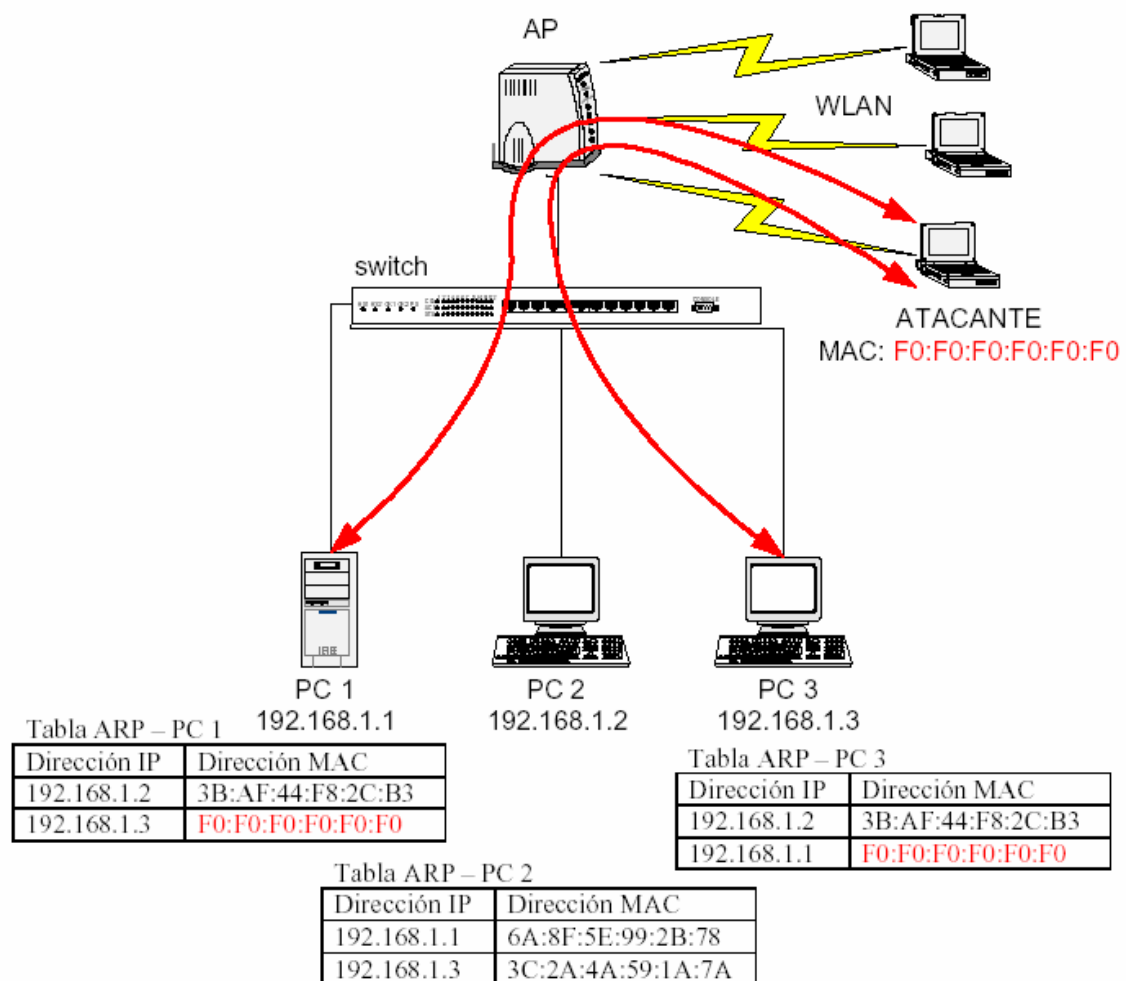 AP
WLAN
switch
ATACANTE
MAC: F0:F0:F0:F0:F0:F0
PC 1
192.168.1.1
PC 2
192.168.1.2
PC 3
192.168.1.3
Tabla ARP – PC 1
Dirección IP Dirección MAC
192.168.1.2 3B:AF:44:F8:2C:B3
192.168.1.3 F0:F0:F0:F0:F0:F0
Tabla ARP – PC 3
Dirección IP Dirección MAC
192.168.1.2 3B:AF:44:F8:2C:B3
192.168.1.1 F0:F0:F0:F0:F0:F0
Tabla ARP – PC 2
Dirección IP Dirección MAC
192.168.1.1 6A:8F:5E:99:2B:78
192.168.1.3 3C:2A:4A:59:1A:7A